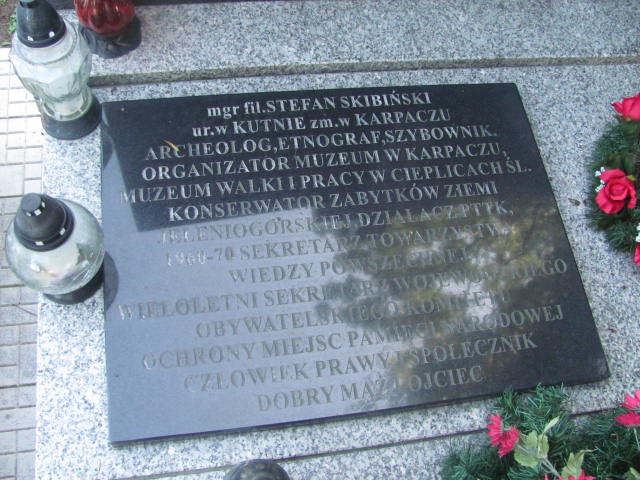 mgr fil.STEFAN SKIBIŃSKI
ur.w KUTNIE zm.w KARPACZU
ARCHEOLOG,ETNOGRAF,SZYBOWNIK.
ORGANIZATOR MUZEUM W KARPACZU,
MUZEUM WALKI I PRACY W CIEPLICACH ŚL.
KONSERWATOR ZABYTKÓW ZIEMI
JELENIOGÓRSKIEJ DZIAŁACZ PTTK,
1960-70 SEKRETARZ TOWARZYSTWA
WIEDZY POWSZECHNEJ
WIELOLETNI SEKRETARZ WOJEWÓDZKIEGO
OBYWATELSKIEGO KOMITETU
OCHRONY MIEJSC PAMIĘCI NARODOWEJ
CZŁOWIEK PRAWY I SPOŁECZNIK
DOBRY MĄŻ I OJCIEC